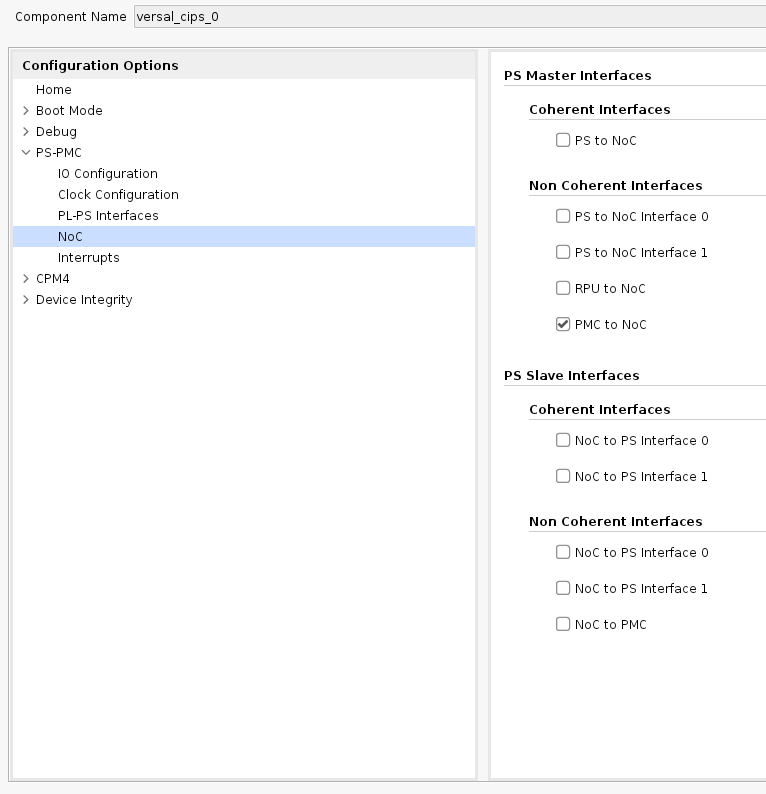 Component Name versal_cips_0
Configuration Options
Home
Boot Mode
Debug
PS-PMC
IO Configuration
Clock Configuration
PL-PS Interfaces
NoC
Interrupts
CPM4
Device Integrity
PS Master Interfaces
Coherent Interfaces
PS to NoC
Non Coherent Interfaces
PS to NoC Interface 0
PS to NoC Interface 1
RPU to NoC
PMC to NoC
PS Slave Interfaces
Coherent Interfaces
NoC to PS Interface 0
NoC to PS Interface 1
Non Coherent Interfaces
NoC to PS Interface 0
NoC to PS Interface 1
NoC to PMC